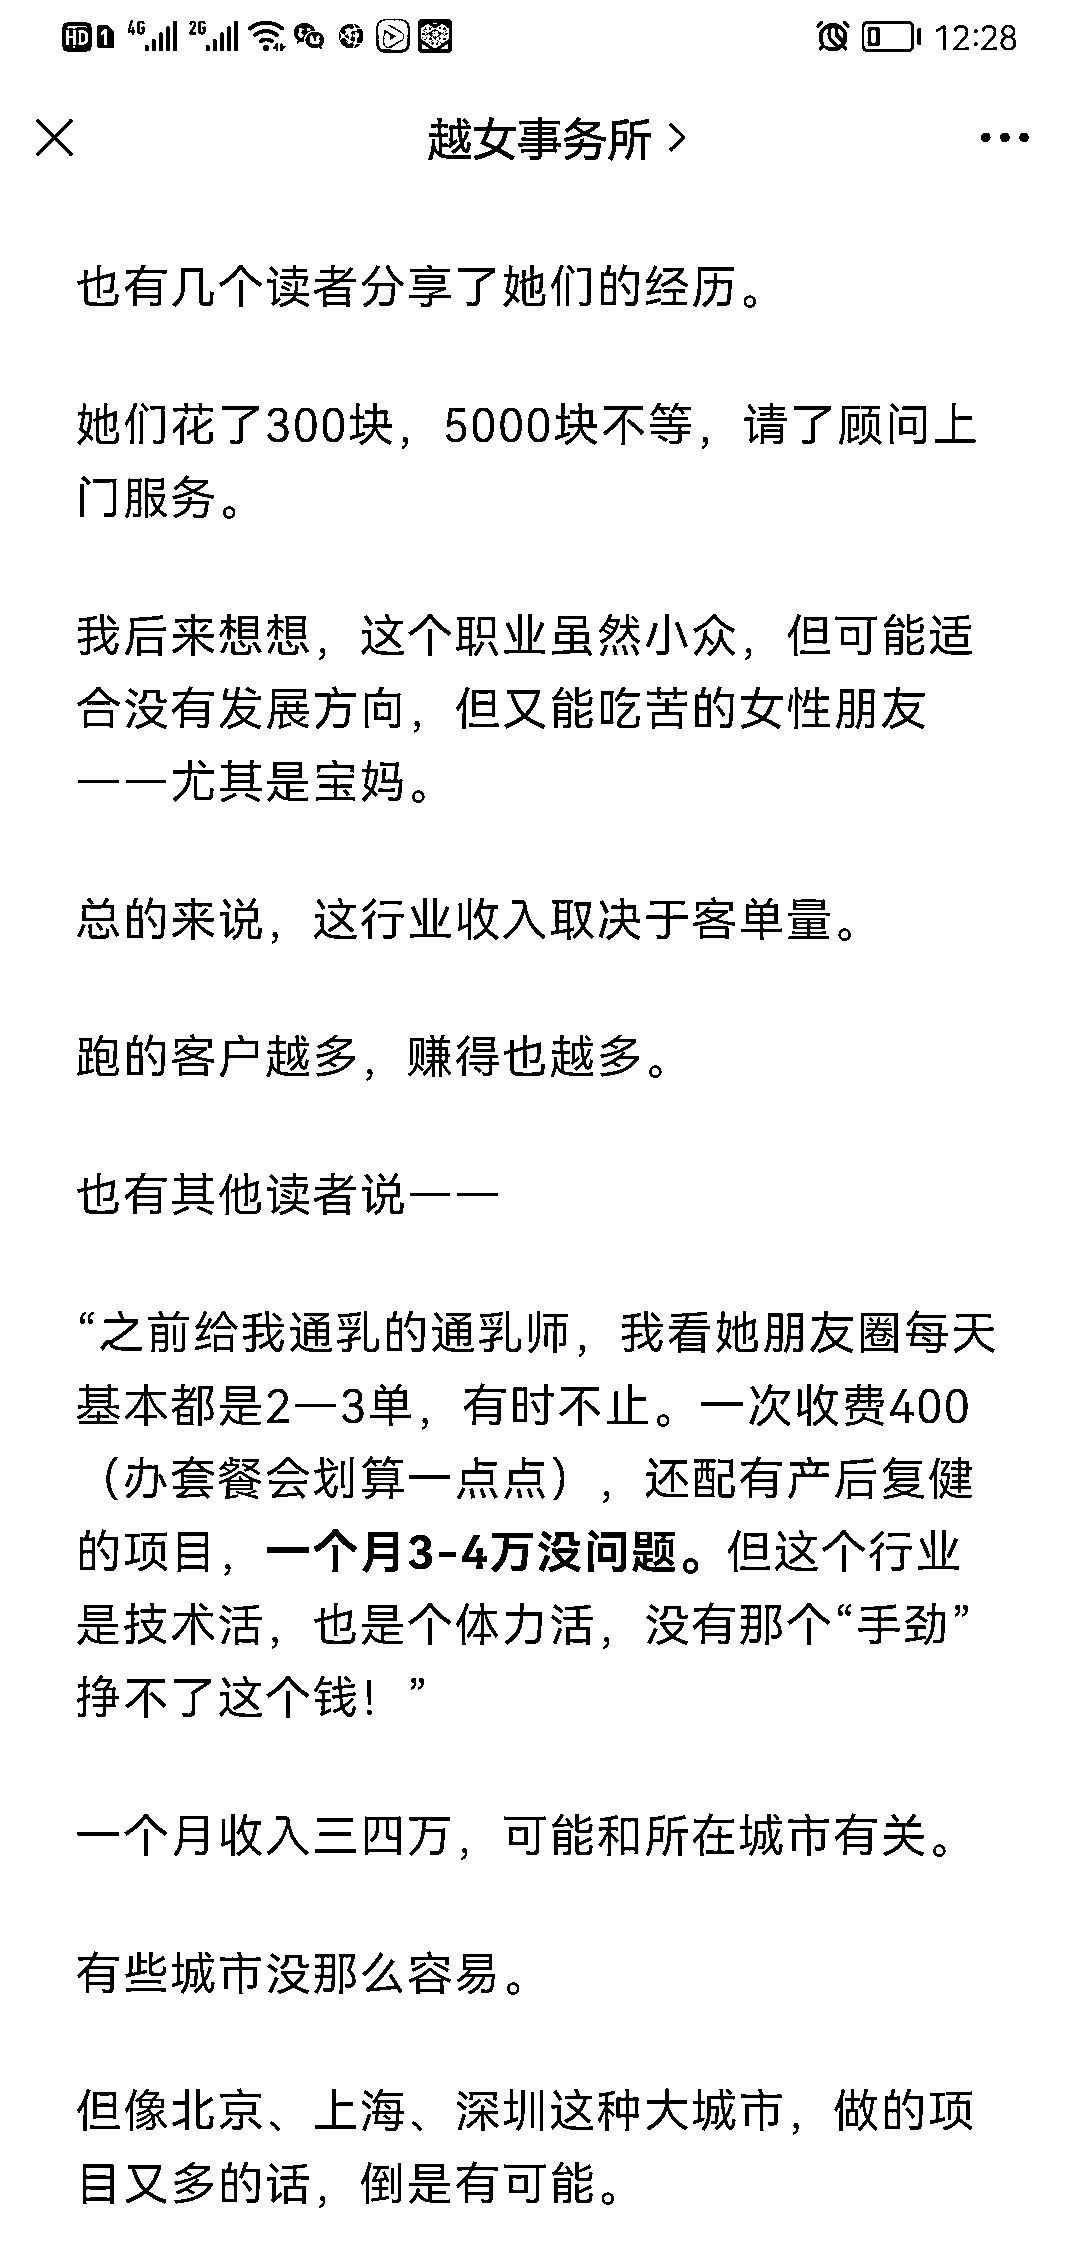 HD 1 4G 2G 12:28
越女事务所
也有几个读者分享了她们的经历。
她们花了300块，5000块不等，请了顾问上
门服务。
我后来想想，这个职业虽然小众，但可能适
合没有发展方向，但又能吃苦的女性朋友
——尤其是宝妈。
总的来说，这行业收入取决于客单量。
跑的客户越多，赚得也越多。
也有其他读者说——
“之前给我通乳的通乳师，我看她朋友圈每天
基本都是2—3单，有时不止。一次收费400
（办套餐会划算一点点），还配有产后复健
的项目，一个月3-4万没问题。但这个行业
是技术活，也是个体力活，没有那个“手劲”
挣不了这个钱！”
一个月收入三四万，可能和所在城市有关。
有些城市没那么容易。
但像北京、上海、深圳这种大城市，做的项
目又多的话，倒是有可能。